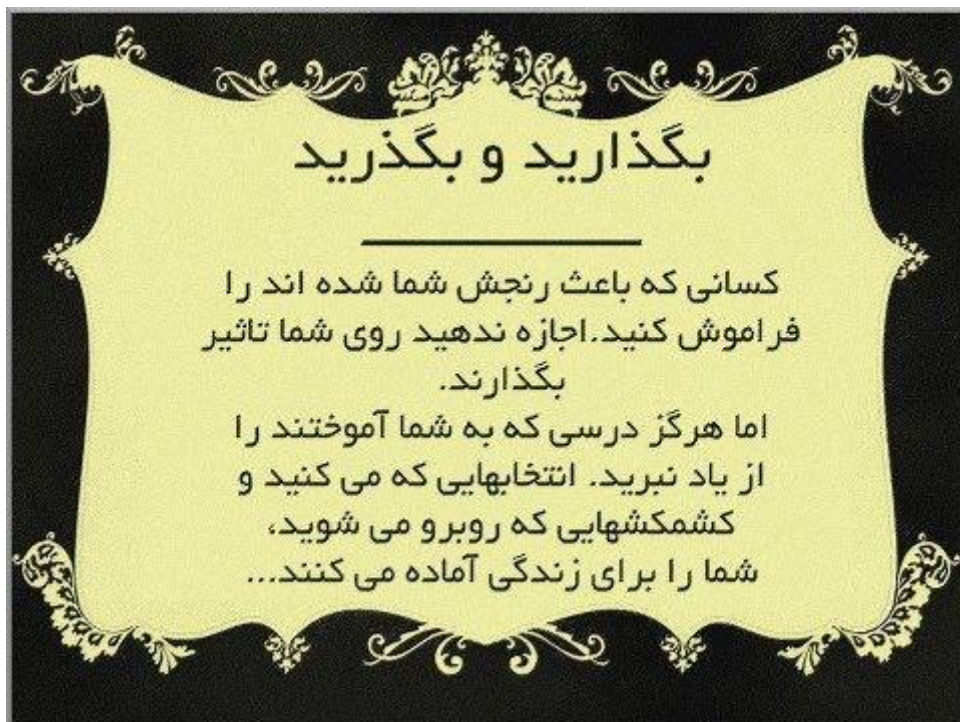 بگذارید و بگذرید
کسانی که باعث رنجش شما شده اند را
فراموش کنید.اجازه ندهید روی شما تاثیر
بگذارند.
اما هرگز درسی که به شما آموختند را
از یاد نبرید. انتخابهایی که می کنید و
کشمکشهایی که روبرو می شوید،
شما را برای زندگی آماده می کنند...